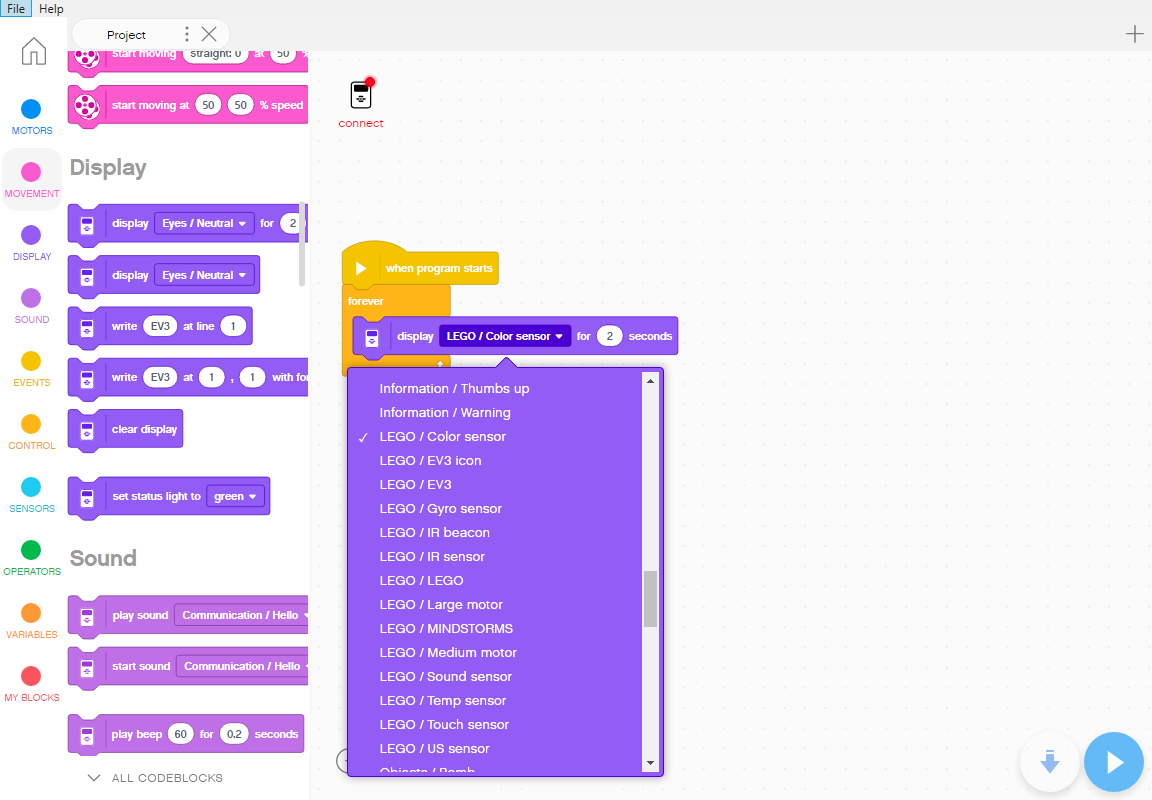 File Help
Project
start moving straight: 0 at 50 %
start moving at 50 50 % speed
MOTORS
MOVEMENT
DISPLAY
SOUND
EVENTS
CONTROL
SENSORS
OPERATORS
VARIABLES
MY BLOCKS
Display
display Eyes / Neutral for 2
display Eyes / Neutral
write EV3 at line 1
write EV3 at 1 , 1 with for
clear display
set status light to green
Sound
play sound Communication / Hello
start sound Communication / Hello
play beep 60 for 0.2 seconds
ALL CODEBLOCKS
connect
when program starts
forever
display LEGO / Color sensor for 2 seconds
Information / Thumbs up
Information / Warning
✓ LEGO / Color sensor
LEGO / EV3 icon
LEGO / EV3
LEGO / Gyro sensor
LEGO / IR beacon
LEGO / IR sensor
LEGO / LEGO
LEGO / Large motor
LEGO / MINDSTORMS
LEGO / Medium motor
LEGO / Sound sensor
LEGO / Temp sensor
LEGO / Touch sensor
LEGO / US sensor
Objects / Bomb